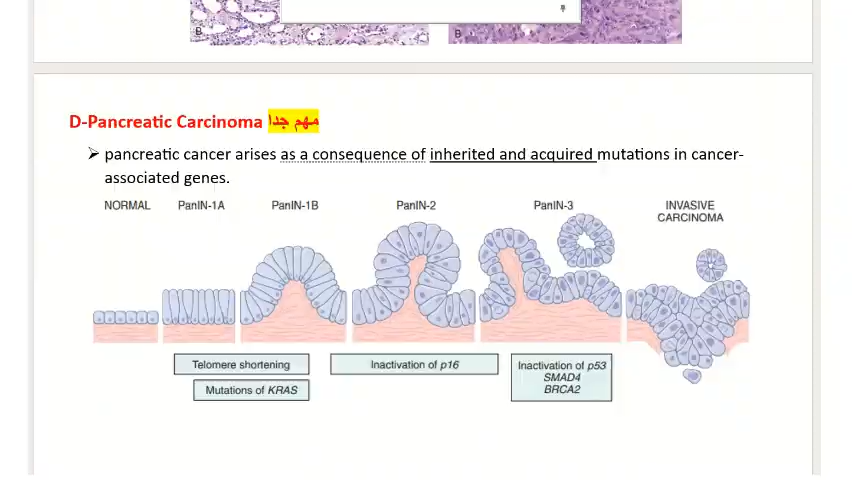 B
B
D-Pancreatic Carcinoma مهم جدا
➤ pancreatic cancer arises as a consequence of inherited and acquired mutations in cancer-
associated genes.
NORMAL PanIN-1A PanIN-1B PanIN-2 PanIN-3 INVASIVE
CARCINOMA
Telomere shortening
Mutations of KRAS
Inactivation of p16
Inactivation of p53
SMAD4
BRCA2